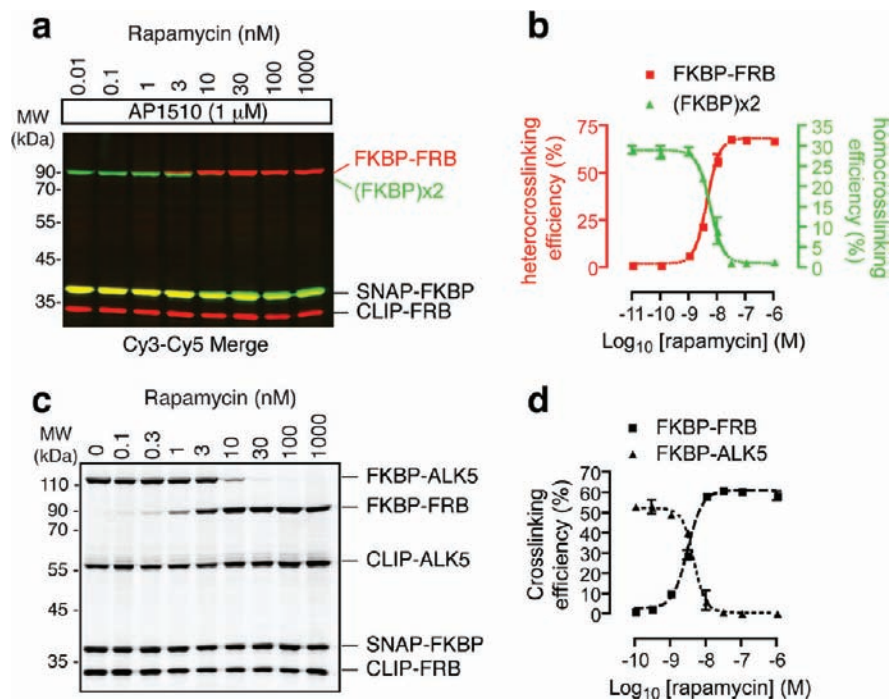 a
Rapamycin (nM)
0.01 0.1 1 3 10 30 100 1000
AP1510 (1 μM)
MW
(kDa)
90-
70-
55-
45-
35-
FKBP-FRB
(FKBP)x2
SNAP-FKBP
CLIP-FRB
Cy3-Cy5 Merge
b
FKBP-FRB
(FKBP)x2
heterocrosslinking
efficiency (%)
75
50
25
0
35
30
25
20
15
10
5
0
homocrosslinking
efficiency (%)
-11 -10 -9 -8 -7 -6
Log10 [rapamycin] (M)
c
Rapamycin (nM)
0 0.1 0.3 1 3 10 30 100 1000
MW
(kDa)
110-
90-
70-
55-
45-
35-
FKBP-ALK5
FKBP-FRB
CLIP-ALK5
SNAP-FKBP
CLIP-FRB
d
FKBP-FRB
FKBP-ALK5
Crosslinking
efficiency (%)
70
60
50
40
30
20
10
0
-10 -9 -8 -7 -6
Log10 [rapamycin] (M)